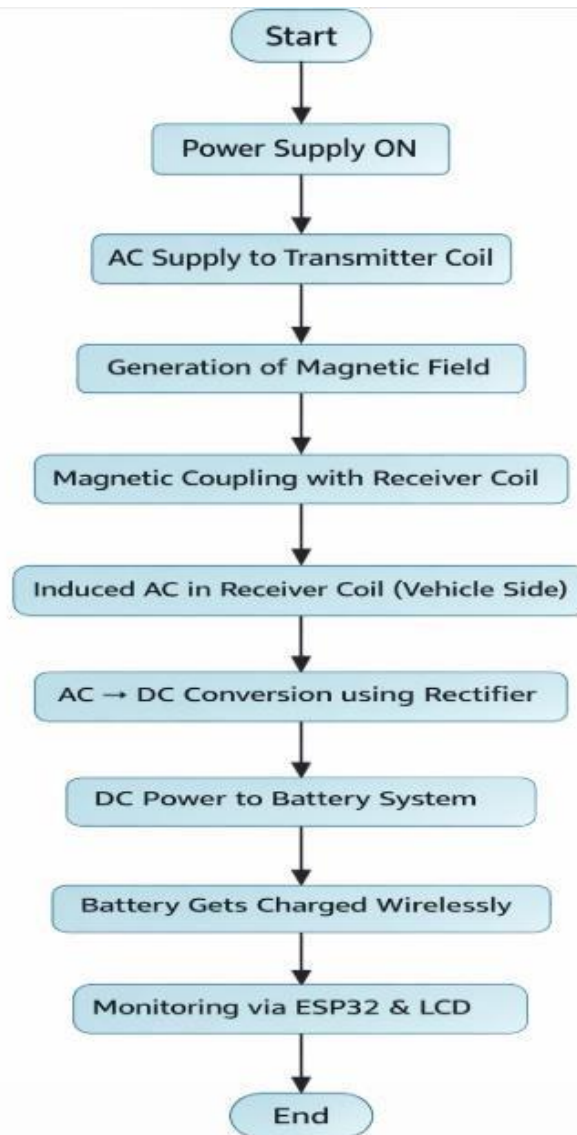 Start
Power Supply ON
AC Supply to Transmitter Coil
Generation of Magnetic Field
Magnetic Coupling with Receiver Coil
Induced AC in Receiver Coil (Vehicle Side)
AC → DC Conversion using Rectifier
DC Power to Battery System
Battery Gets Charged Wirelessly
Monitoring via ESP32 & LCD
End